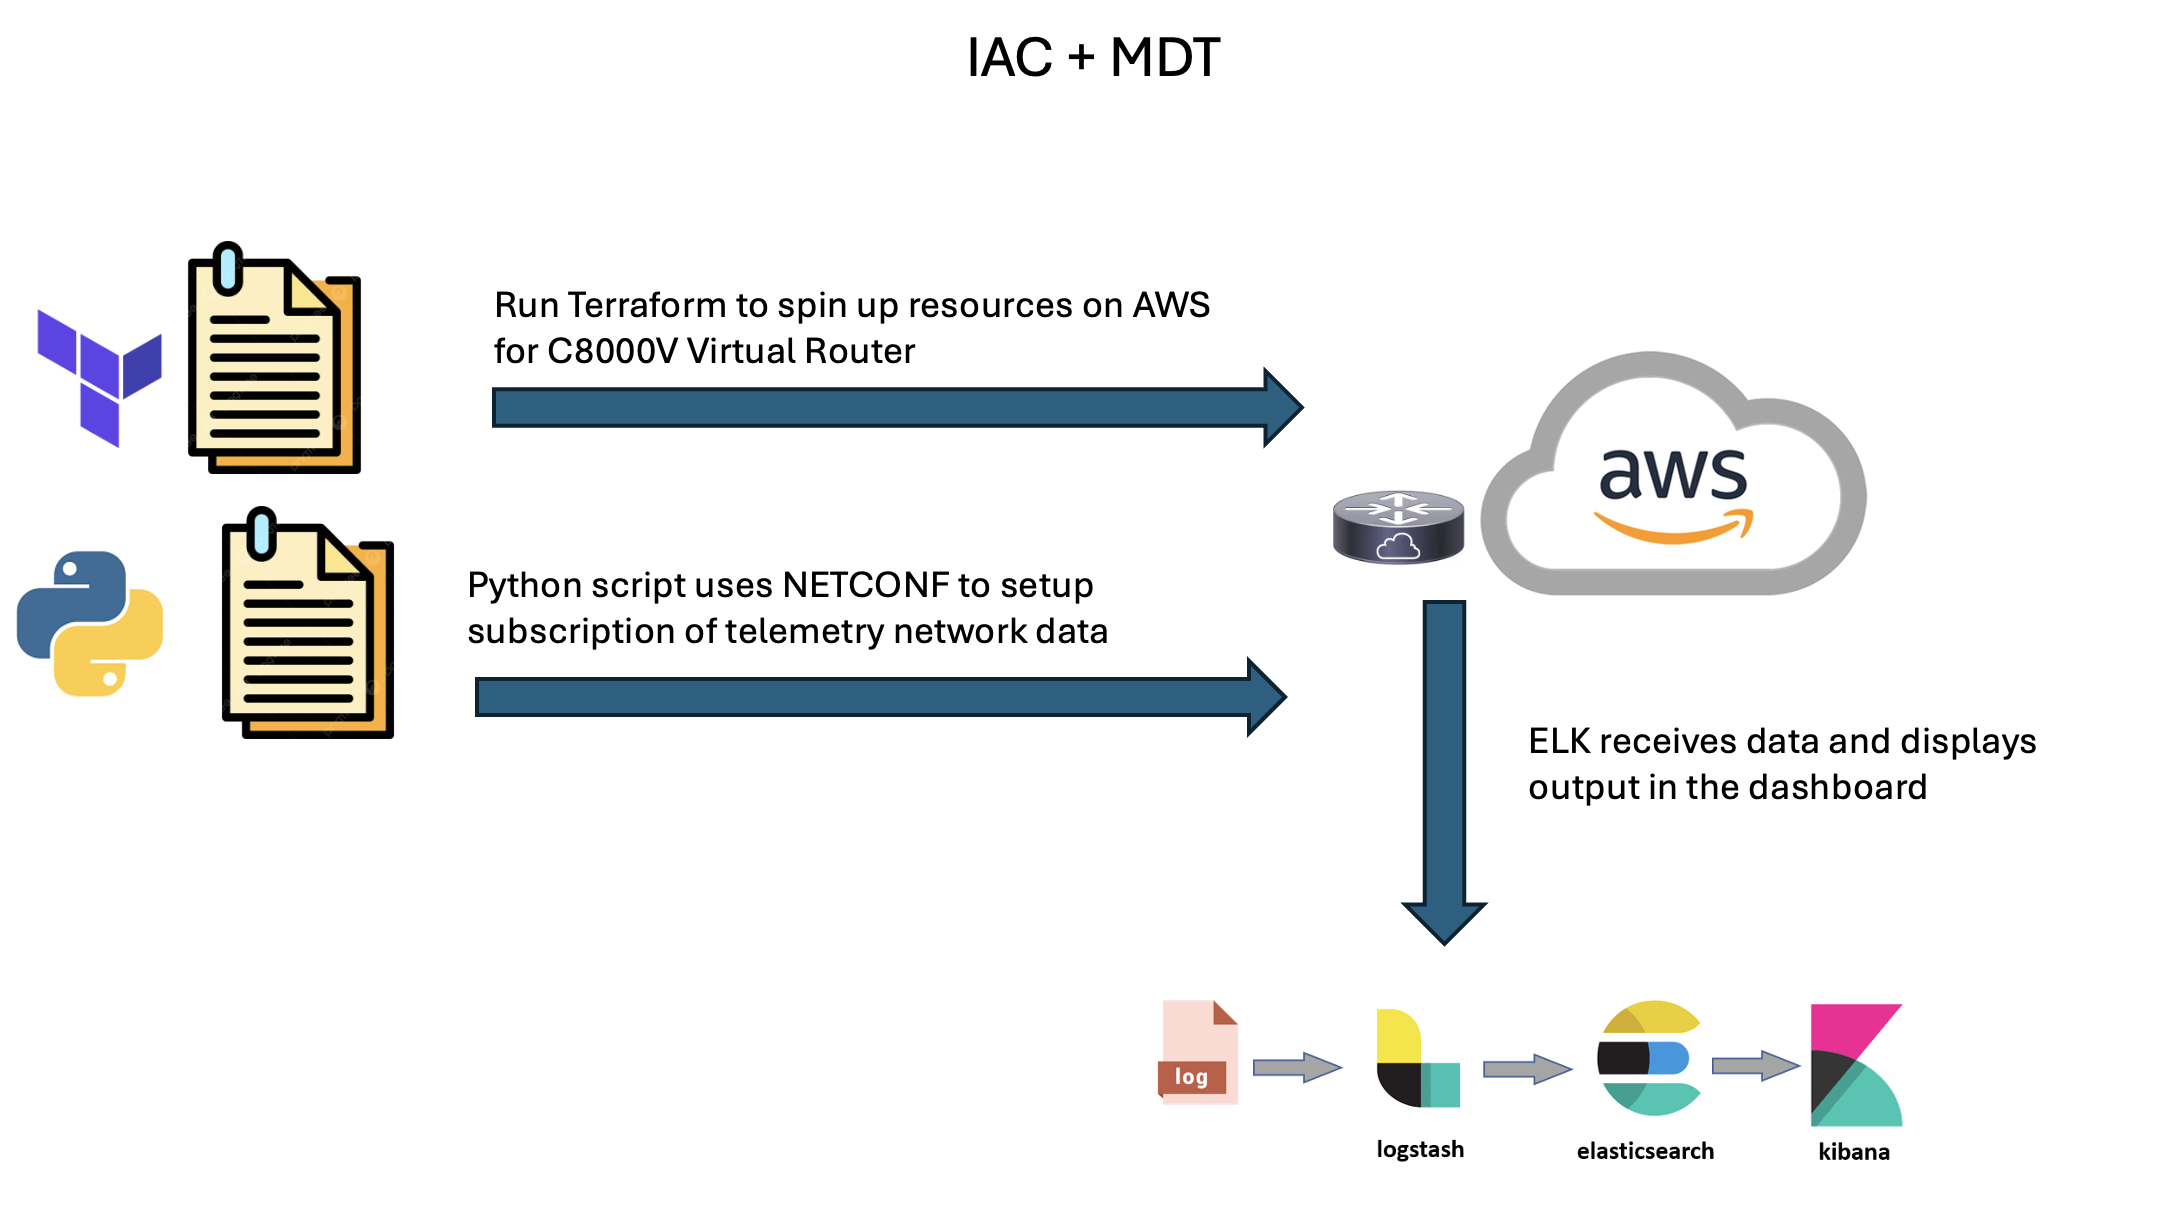 IAC + MDT
Run Terraform to spin up resources on AWS
for C8000V Virtual Router
aws
Python script uses NETCONF to setup
subscription of telemetry network data
ELK receives data and displays
output in the dashboard
log
logstash
elasticsearch
kibana